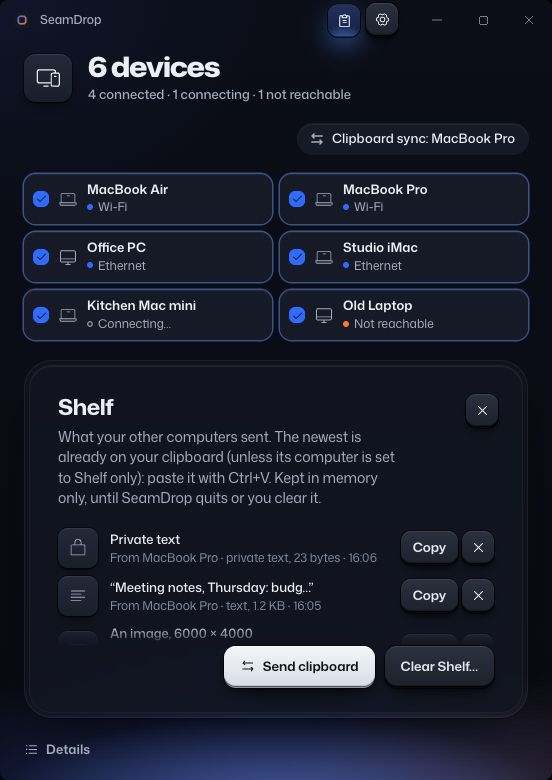 SeamDrop
6 devices
4 connected · 1 connecting · 1 not reachable
Clipboard sync: MacBook Pro
MacBook Air
Wi-Fi
MacBook Pro
Wi-Fi
Office PC
Ethernet
Studio iMac
Ethernet
Kitchen Mac mini
Connecting...
Old Laptop
Not reachable
Shelf
What your other computers sent. The newest is
already on your clipboard (unless its computer is set
to Shelf only): paste it with Ctrl+V. Kept in memory
only, until SeamDrop quits or you clear it.
Private text
From MacBook Pro · private text, 23 bytes · 16:06
Copy
“Meeting notes, Thursday: budg...”
From MacBook Pro · text, 1.2 KB · 16:05
Copy
An image, 6000 × 4000
Send clipboard
Clear Shelf...
Details